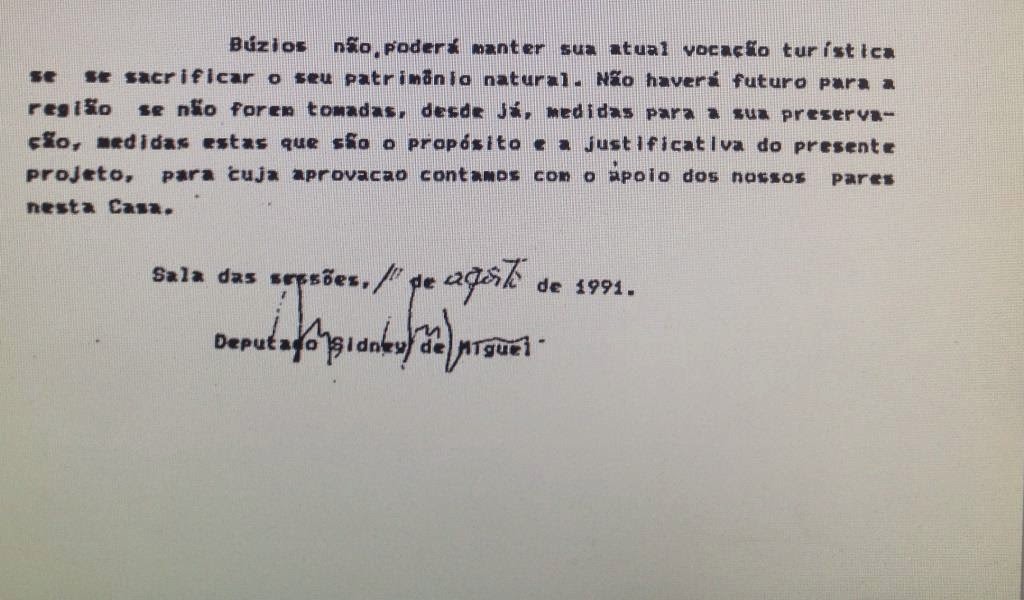 Búzios não poderá manter sua atual vocação turística
se se sacrificar o seu patrimônio natural. Não haverá futuro para a
região se não forem tomadas, desde já, medidas para a sua preserva-
ção, medidas estas que são o propósito e a justificativa do presente
projeto, para cuja aprovacao contamos com o apoio dos nossos pares
nesta Casa.
Sala das sessões, de agosto de 1991.
Deputado Sidney de Miguel